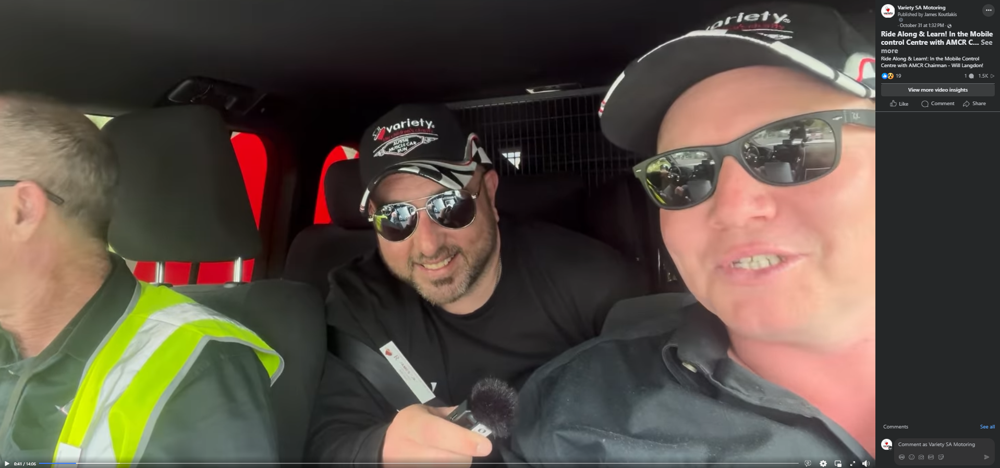 variety
variety
the children's charity
AUSSIE
MUSCLE CAR
RUN
0:41 / 14:06
Variety SA Motoring
Published by James Koutlakis
· October 31 at 1:32 PM ·
Ride Along & Learn! In the Mobile
control Centre with AMCR C... See
more
Ride Along & Learn!: In the Mobile Control
Centre with AMCR Chairman - Will Langdon!
19
1
1.5K
View more video insights
Like
Comment
Share
Comments
See all
Comment as Variety SA Motoring